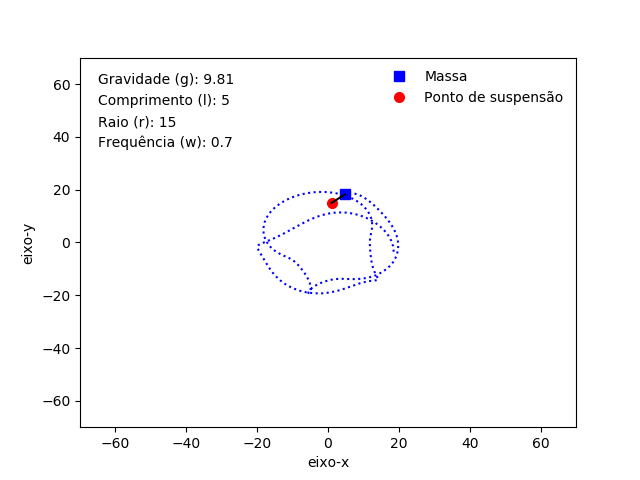 Gravidade (g): 9.81
Comprimento (l): 5
Raio (r): 15
Frequência (w): 0.7
Massa
Ponto de suspensão
60
40
20
0
−20
−40
−60
eixo-y
−60
−40
−20
0
20
40
60
eixo-x